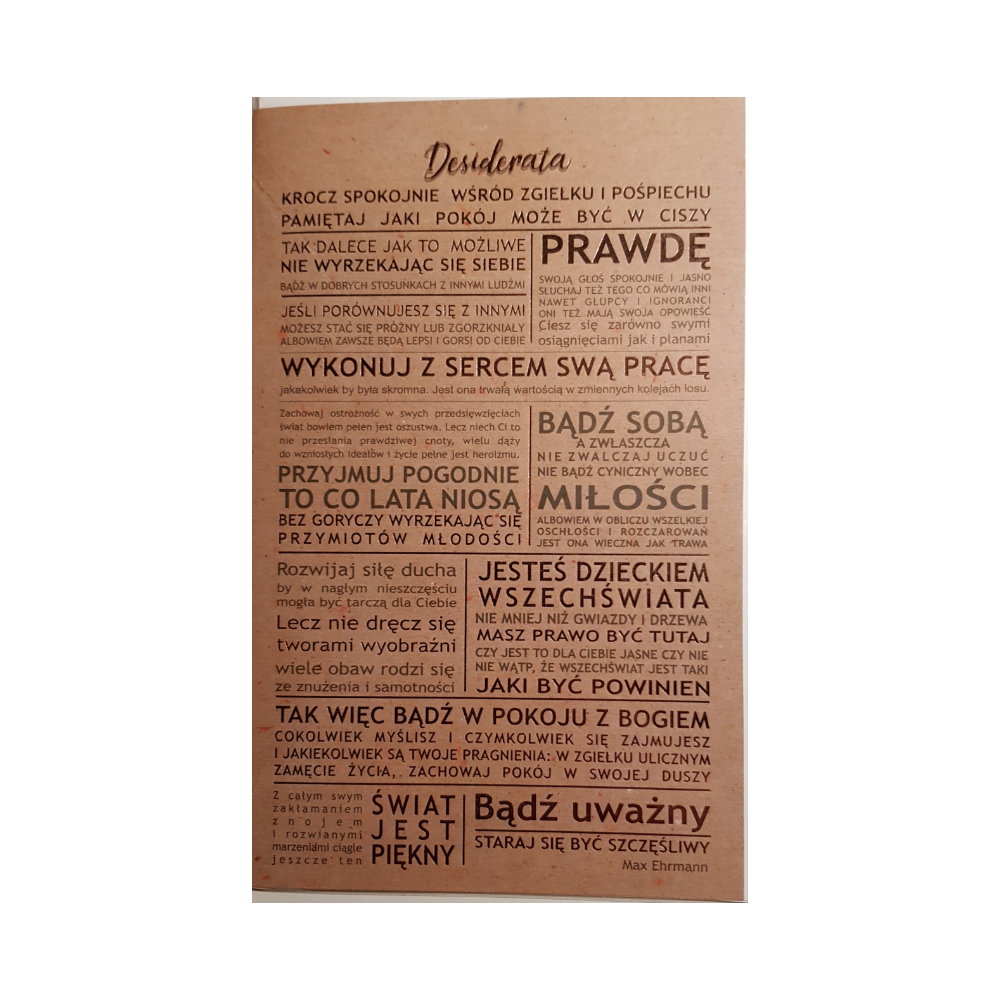 Desiderata
KROCZ SPOKOJNIE WŚRÓD ZGIEŁKU I POŚPIECHU
PAMIĘTAJ JAKI POKÓJ MOŻE BYĆ W CISZY
TAK DALECE JAK TO MOŻLIWE
NIE WYRZEKAJĄC SIĘ SIEBIE
BĄDŹ W DOBRYCH STOSUNKACH Z INNYMI LUDŹMI
PRAWDĘ
SWOJĄ GŁOŚ SPOKOJNIE I JASNO
SŁUCHAJ TEŻ TEGO CO MÓWIĄ INNI
NAWET GŁUPCY I IGNORANCI
ONI TEŻ MAJĄ SWOJA OPOWIEŚĆ
Ciesz się zarówno swymi
osiągnięciami jak i planami
JEŚLI PORÓWNUJESZ SIĘ Z INNYMI
MOŻESZ STAĆ SIĘ PRÓŻNY LUB ZGORZKNIAŁY
ALBOWIEM ZAWSZE BĘDĄ LEPSI I GORSI OD CIEBIE
WYKONUJ Z SERCEM SWĄ PRACĘ
jakakolwiek by była skromna. Jest ona trwałą wartością w zmiennych kolejach losu.
Zachowaj ostrożność w swych przedsięwzięciach
świat bowiem pełen jest oszustwa. Lecz niech Ci to
nie przesłania prawdziwej cnoty, wielu dąży
do wzniosłych ideałów i życie pełne jest heroizmu.
PRZYJMUJ POGODNIE
TO CO LATA NIOSĄ
BEZ GORYCZY WYRZEKAJĄC SIĘ
PRZYMIOTÓW MŁODOŚCI
BĄDŹ SOBĄ
A ZWŁASZCZA
NIE ZWALCZAJ UCZUĆ
NIE BĄDŹ CYNICZNY WOBEC
MIŁOŚCI
ALBOWIEM W OBLICZU WSZELKIEJ
OSCHŁOŚCI I ROZCZAROWAŃ
JEST ONA WIECZNA JAK TRAWA
Rozwijaj siłę ducha
by w nagłym nieszczęściu
mogła być tarczą dla Ciebie
Lecz nie dręcz się
tworami wyobraźni
wiele obaw rodzi się
ze znużenia i samotności
JESTEŚ DZIECKIEM
WSZECHŚWIATA
NIE MNIEJ NIŻ GWIAZDY I DRZEWA
MASZ PRAWO BYĆ TUTAJ
CZY JEST TO DLA CIEBIE JASNE CZY NIE
NIE WĄTP, ŻE WSZECHŚWIAT JEST TAKI
JAKI BYĆ POWINIEN
TAK WIĘC BĄDŹ W POKOJU Z BOGIEM
COKOLWIEK MYŚLISZ I CZYMKOLWIEK SIĘ ZAJMUJESZ
I JAKIEKOLWIEK SĄ TWOJE PRAGNIENIA: W ZGIEŁKU ULICZNYM
ZAMĘCIE ŻYCIA, ZACHOWAJ POKÓJ W SWOJEJ DUSZY
Z całym swym
zakłamaniem
znojem
i rozwianymi
marzeniami ciągle
jeszcze ten
ŚWIAT
JEST
PIĘKNY
Bądź uważny
STARAJ SIĘ BYĆ SZCZĘŚLIWY
Max Ehrmann